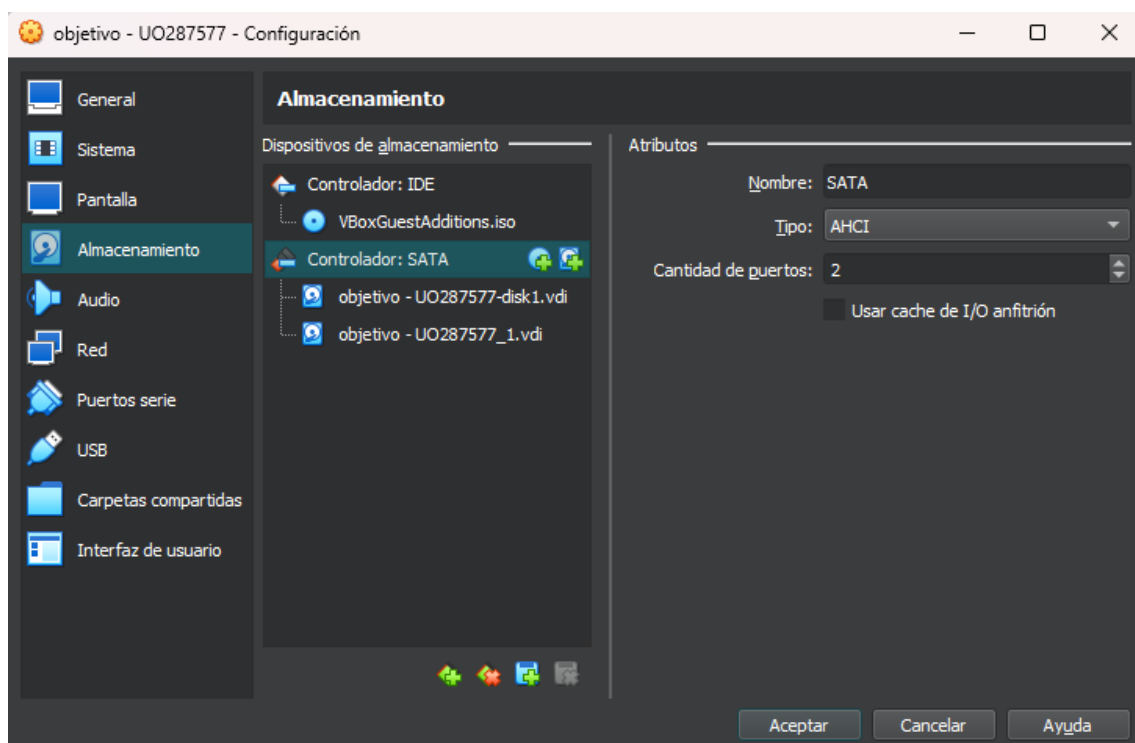 objetivo - UO287577 - Configuración
General
Sistema
Pantalla
Almacenamiento
Audio
Red
Puertos serie
USB
Carpetas compartidas
Interfaz de usuario
Almacenamiento
Dispositivos de almacenamiento
Controlador: IDE
VBoxGuestAdditions.iso
Controlador: SATA
objetivo - UO287577-disk1.vdi
objetivo - UO287577_1.vdi
Atributos
Nombre: SATA
Tipo: AHCI
Cantidad de puertos: 2
Usar cache de I/O anfitrión
Aceptar Cancelar Ayuda